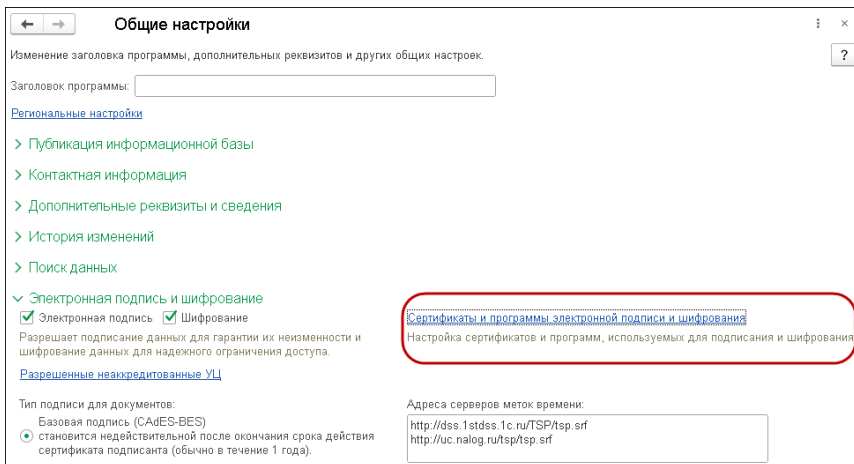 Общие настройки
Изменение заголовка программы, дополнительных реквизитов и других общих настроек.
?
Заголовок программы:
Региональные настройки
Публикация информационной базы
Контактная информация
Дополнительные реквизиты и сведения
История изменений
Поиск данных
Электронная подпись и шифрование
Электронная подпись Шифрование
Разрешает подписание данных для гарантии их неизменности и
шифрование данных для надежного ограничения доступа.
Сертификаты и программы электронной подписи и шифрования
Настройка сертификатов и программ, используемых для подписания и шифрования
Разрешенные неаккредитованные УЦ
Тип подписи для документов:
Базовая подпись (CAdES-BES)
становится недействительной после окончания срока действия
сертификата подписанта (обычно в течение 1 года).
Адреса серверов меток времени:
http://dss.1stdss.1c.ru/TSP/tsp.srf
http://uc.nalog.ru/tsp/tsp.srf